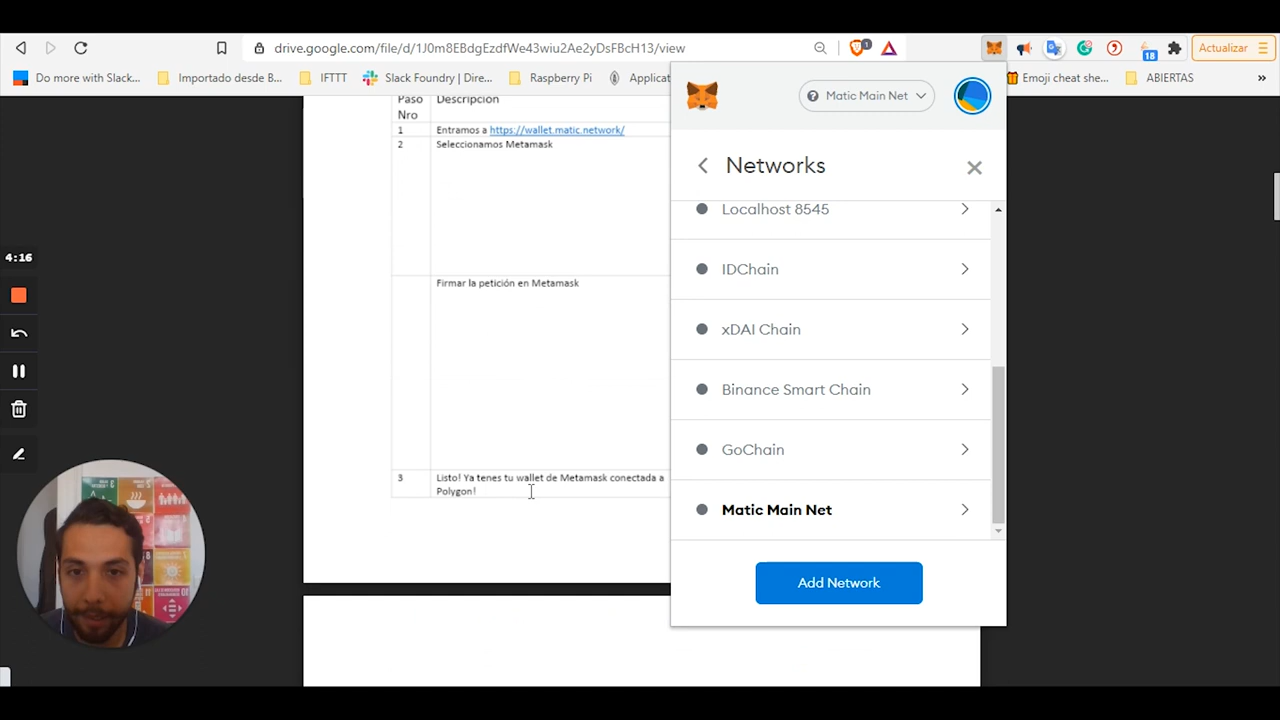 drive.google.com/file/d/1J0m8EBdgEzdfWe43wiu2Ae2yDsFBcH13/view
1
18
Actualizar
Do more with Slack...
Importado desde B...
IFTTT
Slack Foundry | Dire...
Raspberry Pi
Applicat
Emoji cheat she...
ABIERTAS
»
Paso Descripción
Nro
1 Entramos a https://wallet.matic.network/
2 Seleccionamos Metamask
Firmar la petición en Metamask
3 Listo! Ya tenes tu wallet de Metamask conectada a
Polygon!
4:16
Matic Main Net
Networks
Localhost 8545
IDChain
xDAI Chain
Binance Smart Chain
GoChain
Matic Main Net
Add Network